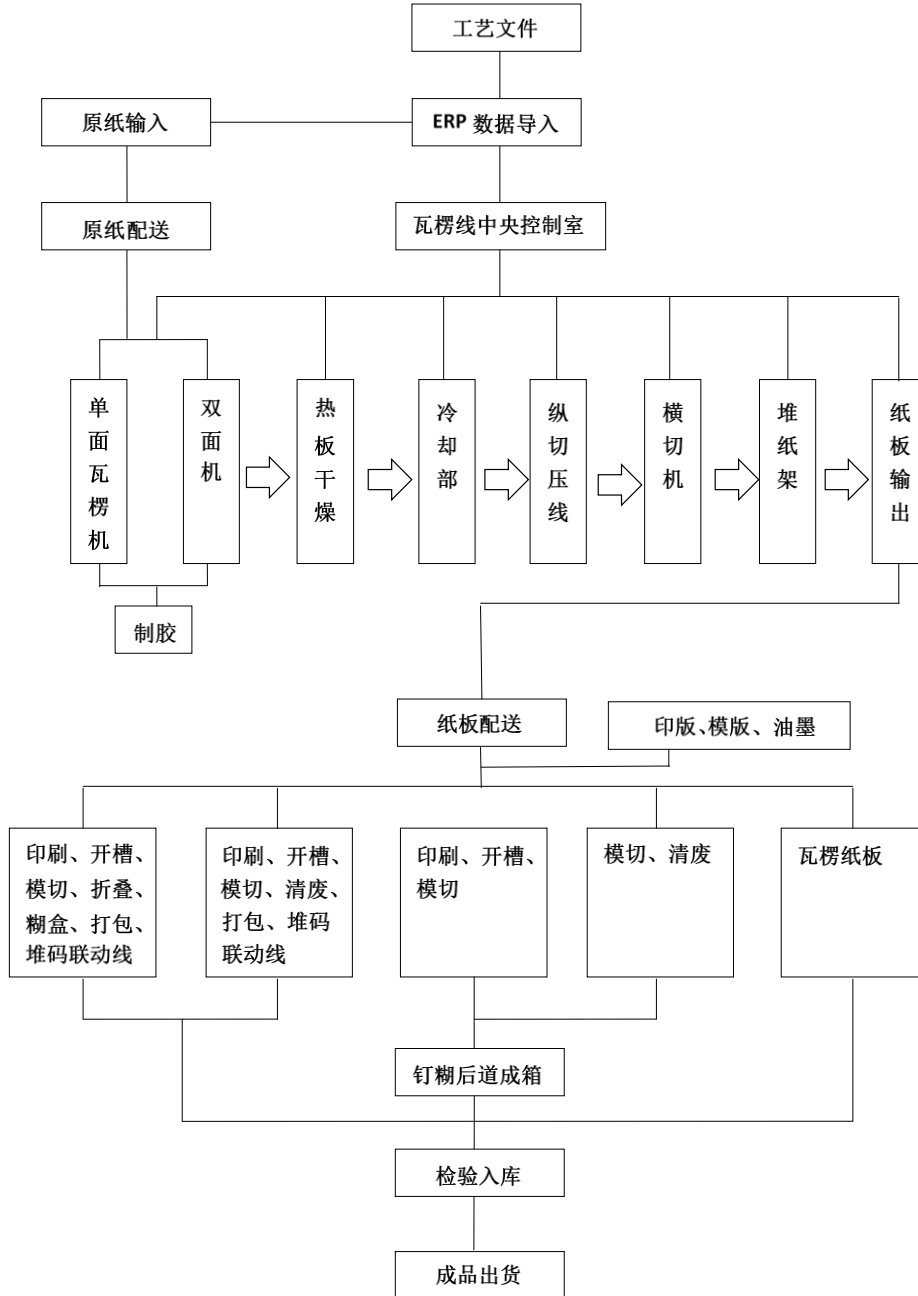 工艺文件
原纸输入
ERP 数据导入
原纸配送
瓦楞线中央控制室
单面瓦楞机
双面机
热板干燥
冷却部
纵切压线
横切机
堆纸架
纸板输出
制胶
纸板配送
印版、模版、油墨
印刷、开槽、
模切、折叠、
糊盒、打包、
堆码联动线
印刷、开槽、
模切、清废、
打包、堆码
联动线
印刷、开槽、
模切
模切、清废
瓦楞纸板
钉糊后道成箱
检验入库
成品出货